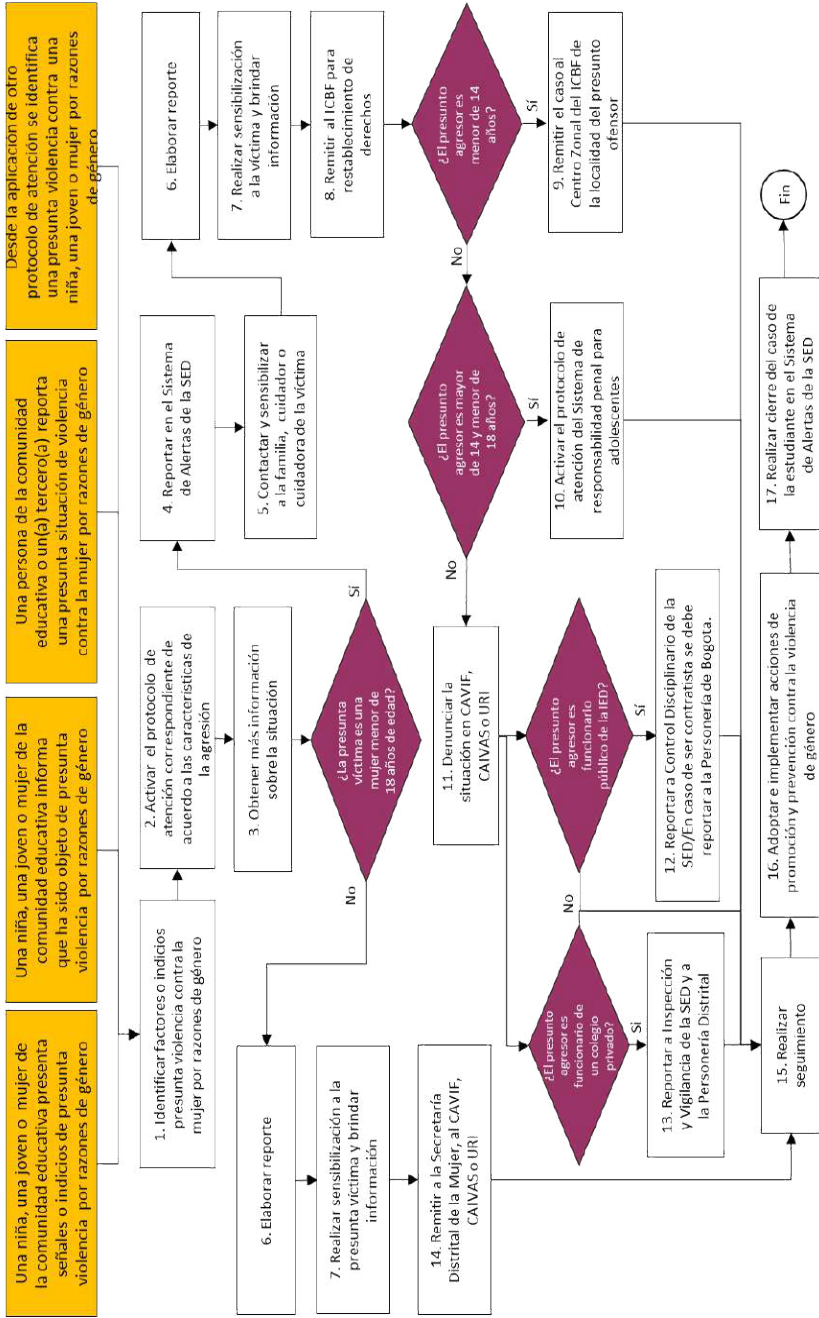 Una niña, una joven o mujer de
la comunidad educativa presenta
señales o indicios de presunta
violencia por razones de género
Una niña, una joven o mujer de la
comunidad educativa informa
que ha sido objeto de presunta
violencia por razones de género
Una persona de la comunidad
educativa o un(a) tercero(a) reporta
una presunta situación de violencia
contra la mujer por razones de género
Desde la aplicación de otro
protocolo de atención se identifica
una presunta violencia contra una
niña, una joven o mujer por razones
de género
1. Identificar factores o indicios
presunta violencia contra la
mujer por razones de género
2. Activar el protocolo de
atención correspondiente de
acuerdo a las características de
la agresión
3. Obtener más información
sobre la situación
¿La presunta
víctima es una
mujer menor de
18 años de edad?
Sí
No
4. Reportar en el Sistema
de Alertas de la SED
5. Contactar y sensibilizar
a la familia, cuidador o
cuidadora de la víctima
6. Elaborar reporte
7. Realizar sensibilización
a la víctima y brindar
información
8. Remitir al ICBF para
restablecimiento de
derechos
¿El presunto
agresor es
menor de 14
años?
Sí
No
9. Remitir el caso al
Centro Zonal del ICBF de
la localidad del presunto
ofensor
¿El presunto
agresor es mayor
de 14 y menor de
18 años?
Sí
No
10. Activar el protocolo de
atención del Sistema de
responsabilidad penal para
adolescentes
11. Denunciar la
situación en CAVIF,
CAIVAS o URI
¿El presunto
agresor es
funcionario
público de la IED?
Sí
No
12. Reportar a Control Disciplinario de la
SED/En caso de ser contratista se debe
reportar a la Personería de Bogota.
¿El presunto
agresor es
funcionario de
un colegio
privado?
Si
13. Reportar a Inspección
y Vigilancia de la SED y a
la Personería Distrital
6. Elaborar reporte
7. Realizar sensibilización a la
presunta víctima y brindar
información
14. Remitir a la Secretaría
Distrital de la Mujer, al CAVIF,
CAIVAS o URI
15. Realizar
seguimiento
16. Adoptar e implementar acciones de
promoción y prevención contra la violencia
de género
17. Realizar cierre del caso de
la estudiante en el Sistema
de Alertas de la SED
Fin